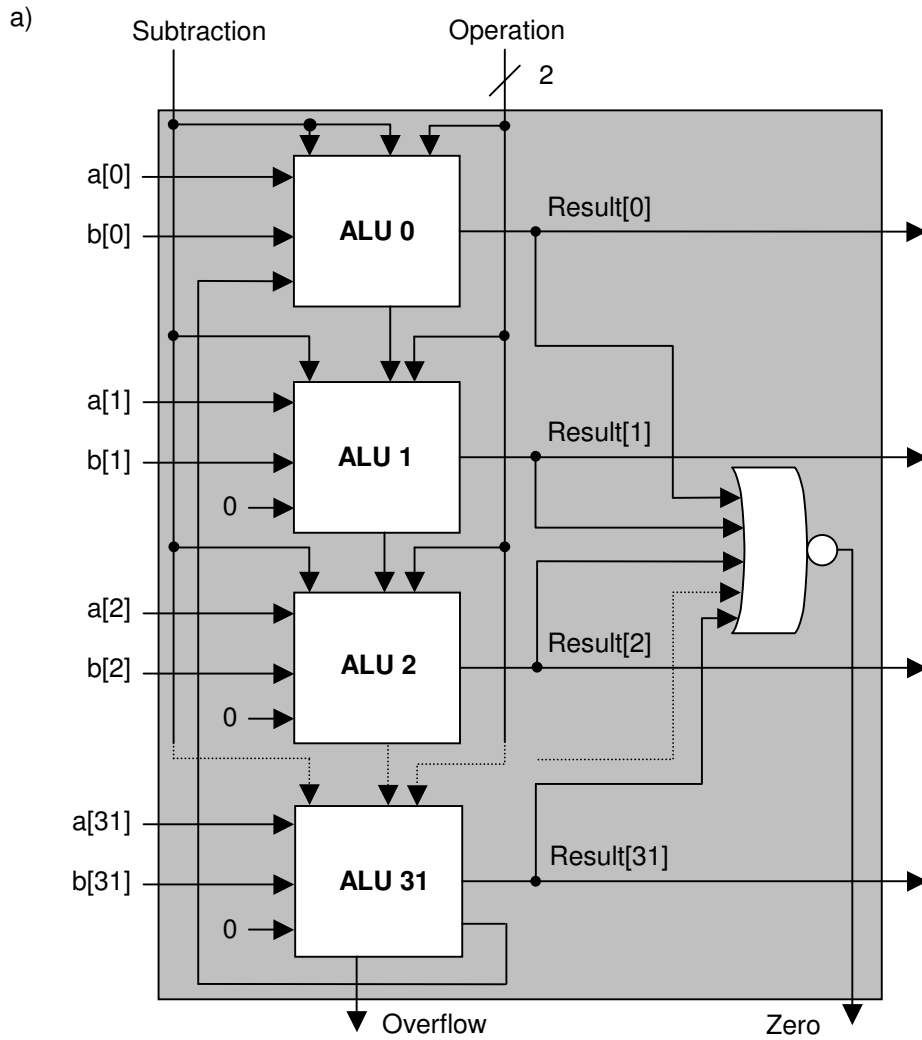 a)
Subtraction Operation
2
a[0]
Result[0]
b[0]
ALU 0
a[1]
Result[1]
b[1]
ALU 1
0
a[2]
Result[2]
b[2]
ALU 2
0
a[31]
Result[31]
b[31]
ALU 31
0
Overflow Zero